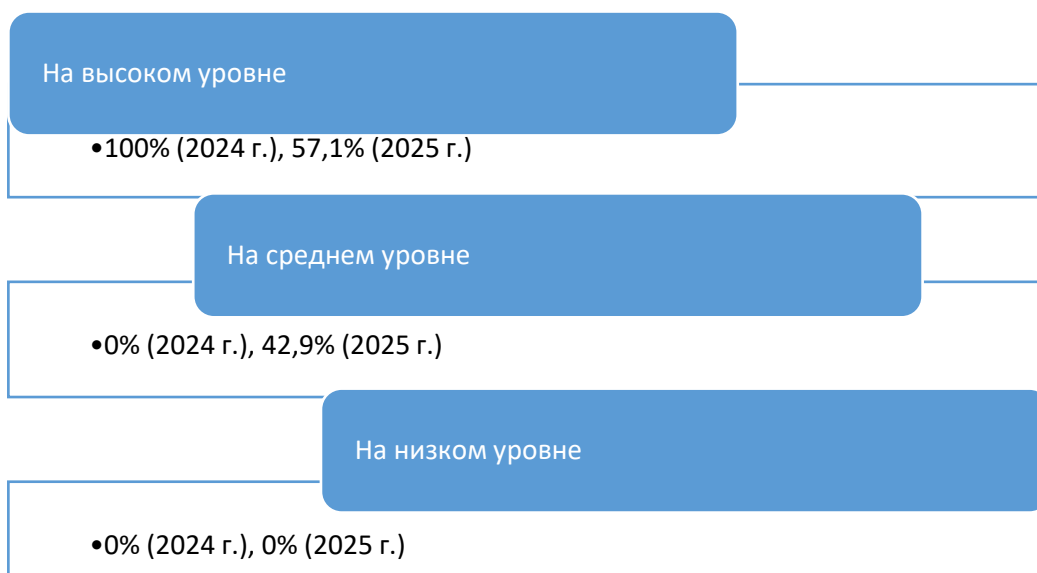 На высоком уровне
•100% (2024 г.), 57,1% (2025 г.)
На среднем уровне
•0% (2024 г.), 42,9% (2025 г.)
На низком уровне
•0% (2024 г.), 0% (2025 г.)